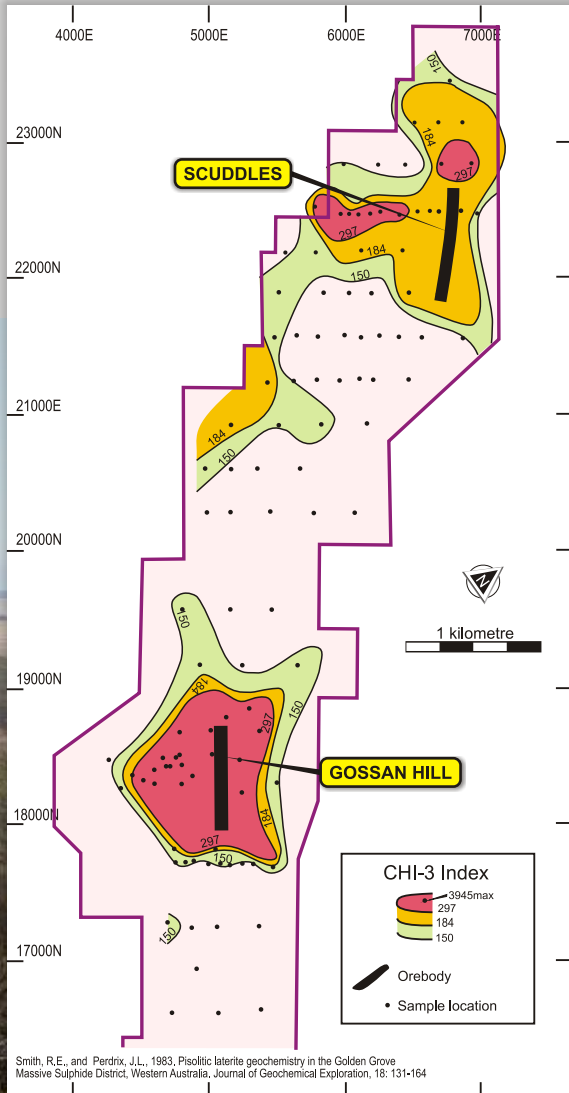 4000E 5000E 6000E 7000E
150
23000N
184
SCUDDLES
297
297
184
22000N
150
21000E
184
150
20000N
N
1 kilometre
150
19000N
184
297
150
GOSSAN HILL
18000N
184
297
150
CHI-3 Index
3945max
297
184
150
150
17000N
Orebody
Sample location
Smith, R,E,, and Perdrix, J,L,, 1983, Pisolitic laterite geochemistry in the Golden Grove
Massive Sulphide District, Western Australia, Journal of Geochemical Exploration, 18: 131-164